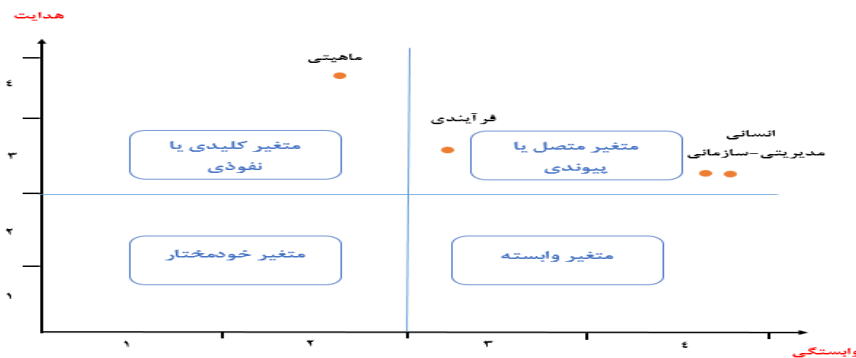 هدایت
ماهیتی
۴
فرآیندی
انسانی
متغیر کلیدی یا
نفوذی
متغیر متصل یا
پیوندی
مدیریتی-سازمانی
۳
۲
متغیر خودمختار
متغیر وابسته
۱
۱
۲
۳
۴
وابستگی